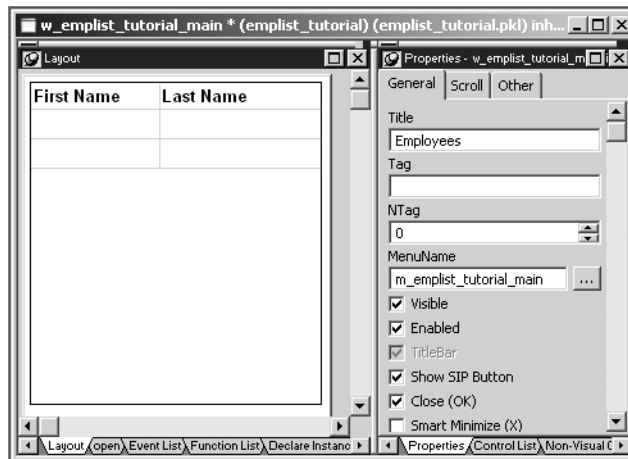 w_emplist_tutorial_main * (emplist_tutorial) (emplist_tutorial.pkl) inh...
Layout
First Name Last Name
Layout open Event List Function List Declare Instanc
Properties - w_emplist_tutorial_m
General Scroll Other
Title
Employees
Tag
NTag
0
MenuName
m_emplist_tutorial_main ...
Visible
Enabled
TitleBar
Show SIP Button
Close (OK)
Smart Minimize (X)
Properties Control List Non-Visual